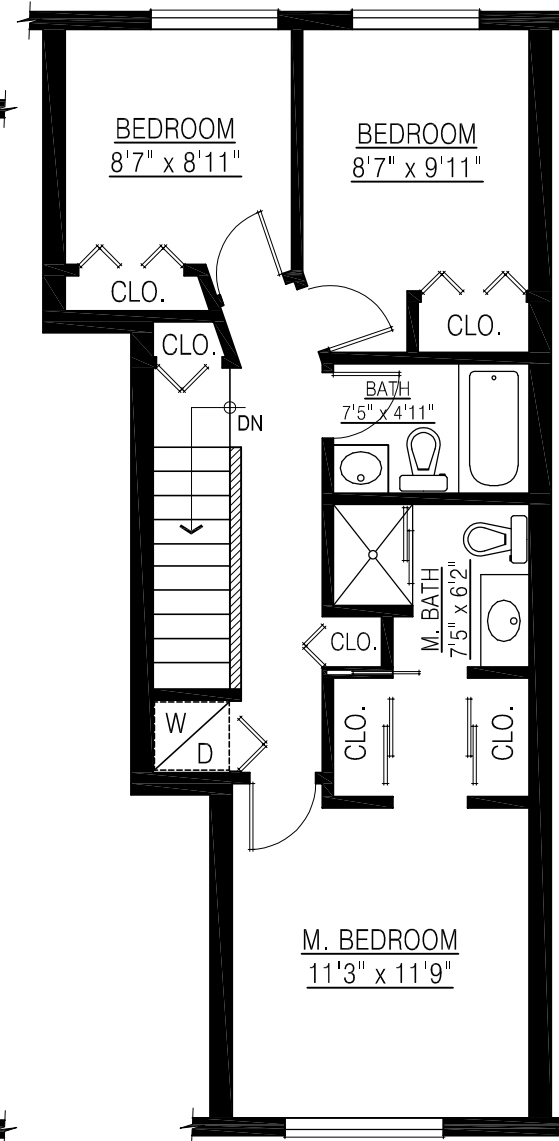 BEDROOM
8'7" x 8'11"
BEDROOM
8'7" x 9'11"
CLO.
CLO.
CLO.
BATH
7'5" x 4'11"
DN
M. BATH
7'5" x 6'2"
CLO.
CLO.
CLO.
W
D
M. BEDROOM
11'3" x 11'9"